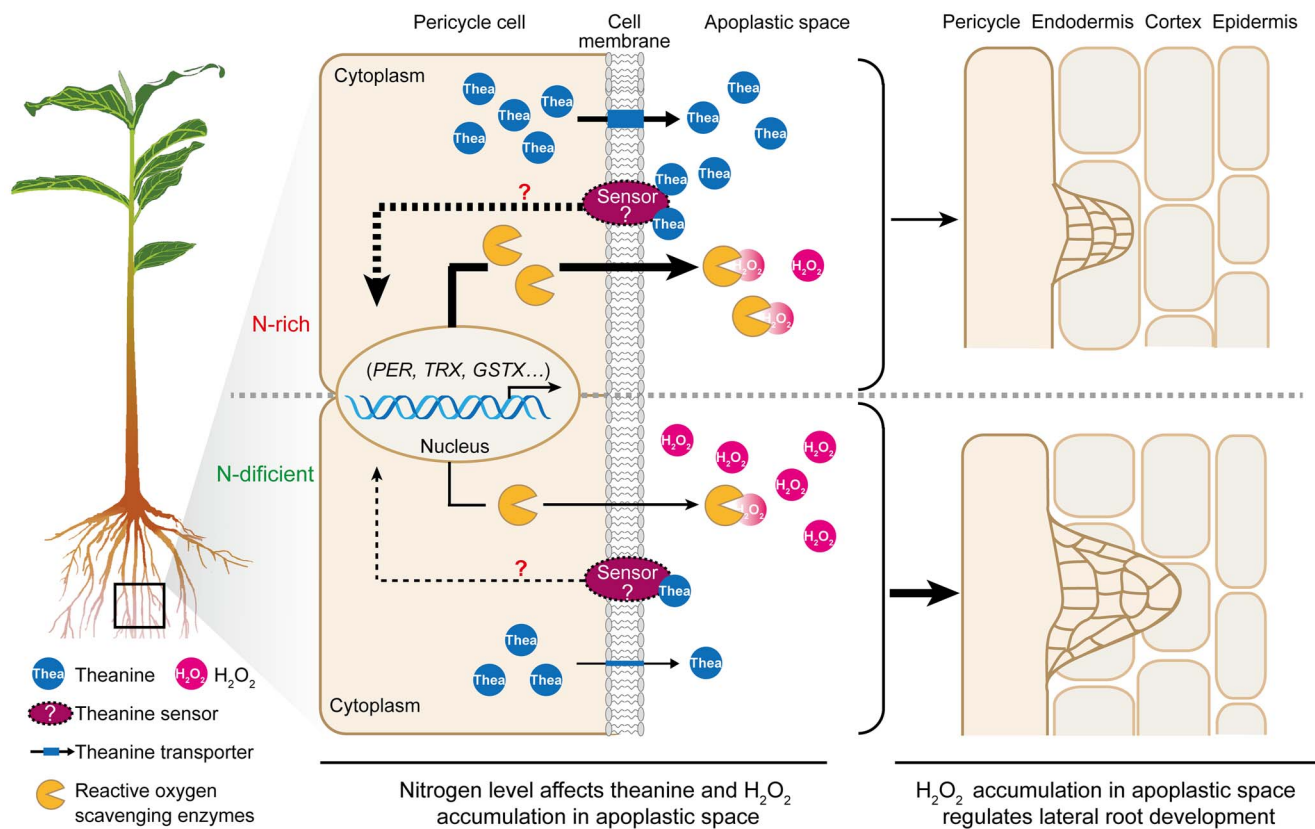 Pericycle cell
Cell
membrane
Apoplastic space
Pericycle Endodermis Cortex Epidermis
Cytoplasm
Thea
Thea
Thea
Thea
Thea
Thea
Thea
Thea
Thea
Thea
Thea
Sensor
?
?
H₂O₂
H₂O₂
H₂O₂
N-rich
(PER, TRX, GSTX...)
Nucleus
N-dificient
H₂O₂
H₂O₂
H₂O₂
H₂O₂
H₂O₂
H₂O₂
?
Sensor
?
Thea
Thea
Thea
Thea
Thea
Cytoplasm
Thea Theanine H₂O₂ H₂O₂
? Theanine sensor
Theanine transporter
Reactive oxygen
scavenging enzymes
Nitrogen level affects theanine and H₂O₂
accumulation in apoplastic space
H₂O₂ accumulation in apoplastic space
regulates lateral root development